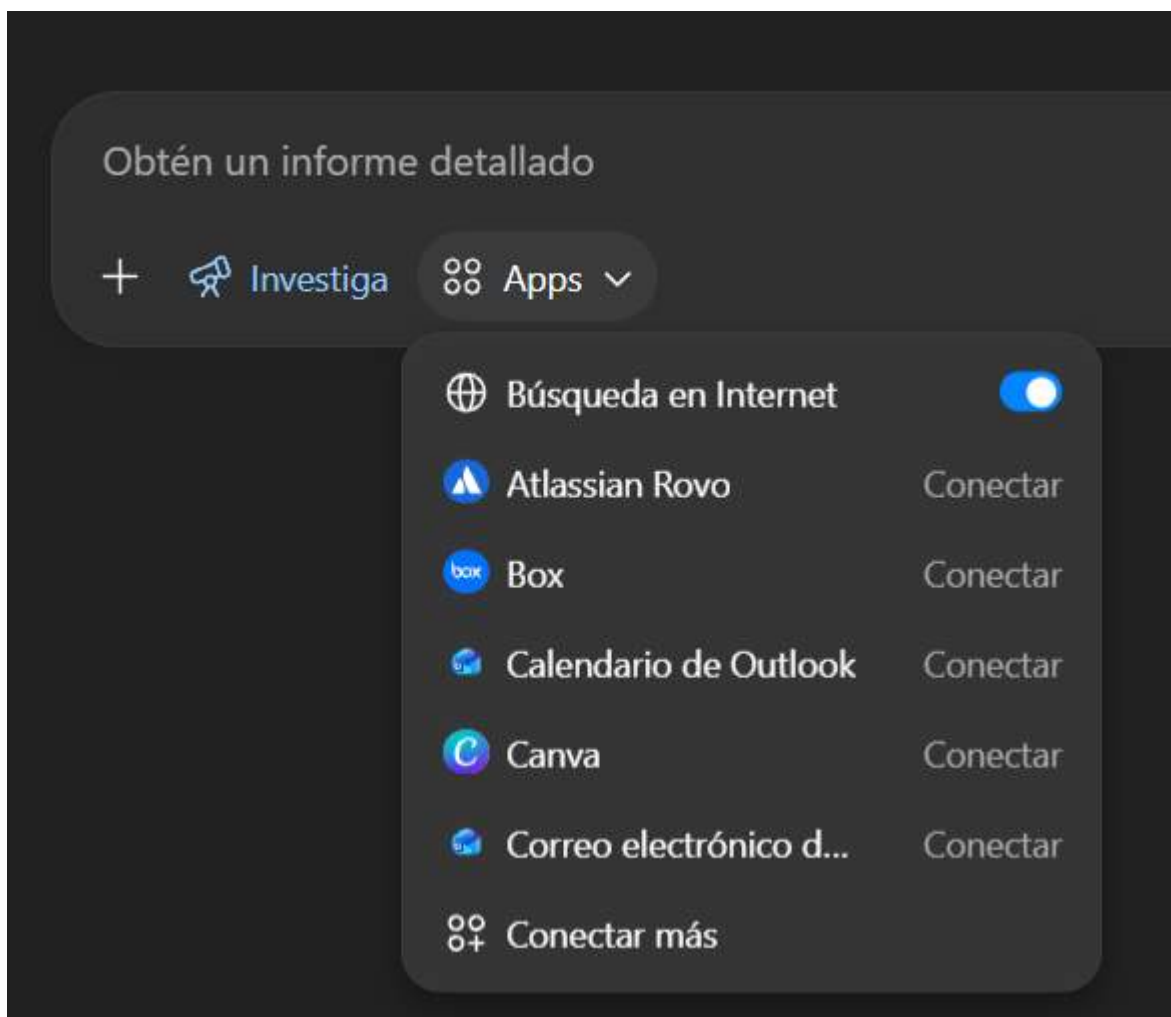 Obtén un informe detallado
Investiga Apps
Búsqueda en Internet
Atlassian Rovo Conectar
box Box Conectar
Calendario de Outlook Conectar
Canva Conectar
Correo electrónico d... Conectar
Conectar más